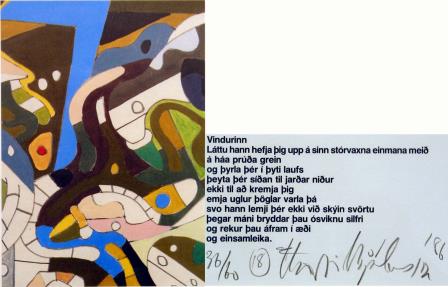 Vindurinn
Láttu hann hefja þig upp á sinn stórvaxna einmana meið
á háa prúða grein
og þyrla þér í þyti laufs
þeyta þér síðan til jarðar niður
ekki til að kremja þig
emja uglur þöglar varla þá
svo hann lemji þér ekki við skýin svörtu
þegar máni bryddar þau ósviknu silfri
og rekur þau áfram í æði
og einsamleika.
36/60 (18) '86